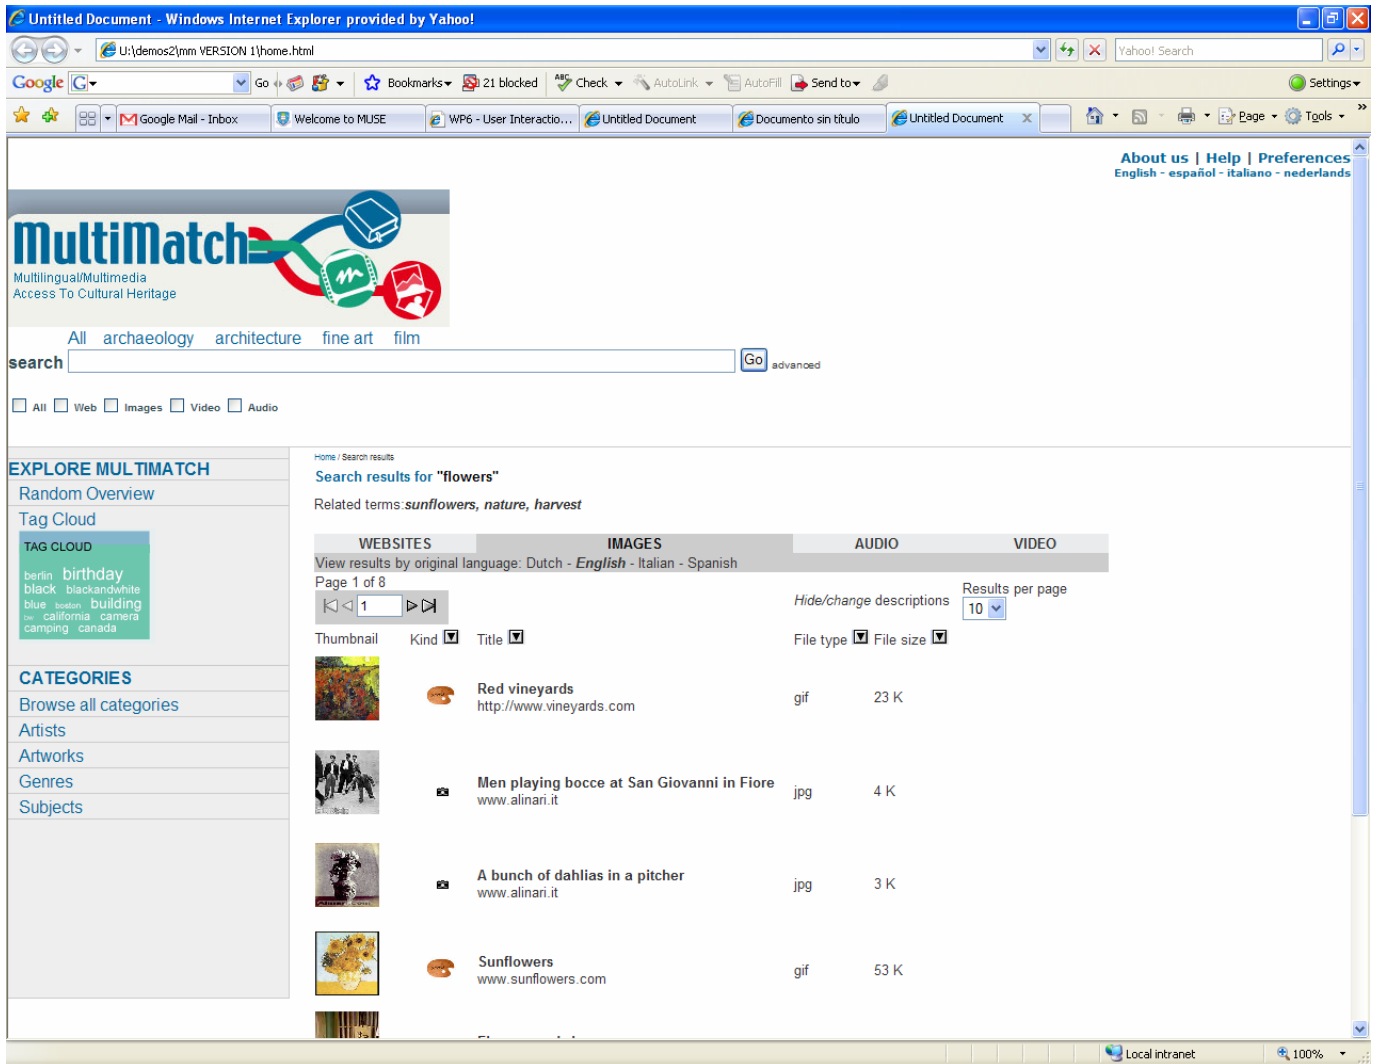 Untitled Document - Windows Internet Explorer provided by Yahoo!
U:\demos2\mm VERSION 1\home.html
Yahoo! Search
Google G Go Bookmarks 21 blocked Check AutoLink AutoFill Send to Settings
Google Mail - Inbox Welcome to MUSE WP6 - User Interactio... Untitled Document Documento sin título Untitled Document X Page Tools »
About us | Help | Preferences
English - español - italiano - nederlands
MultiMatch
Multilingual/Multimedia
Access To Cultural Heritage
All archaeology architecture fine art film
search Go advanced
All Web Images Video Audio
EXPLORE MULTIMATCH
Random Overview
Tag Cloud
TAG CLOUD
berlin birthday
black blackandwhite
blue boston building
bw california camera
camping canada
CATEGORIES
Browse all categories
Artists
Artworks
Genres
Subjects
Home / Search results
Search results for "flowers"
Related terms:sunflowers, nature, harvest
WEBSITES IMAGES AUDIO VIDEO
View results by original language: Dutch - English - Italian - Spanish
Page 1 of 8
1
Hide/change descriptions
Results per page
10
Thumbnail Kind Title File type File size
Red vineyards
http://www.vineyards.com
gif 23 K
Men playing bocce at San Giovanni in Fiore
www.alinari.it
jpg 4 K
A bunch of dahlias in a pitcher
www.alinari.it
jpg 3 K
Sunflowers
www.sunflowers.com
gif 53 K
Local intranet 100%